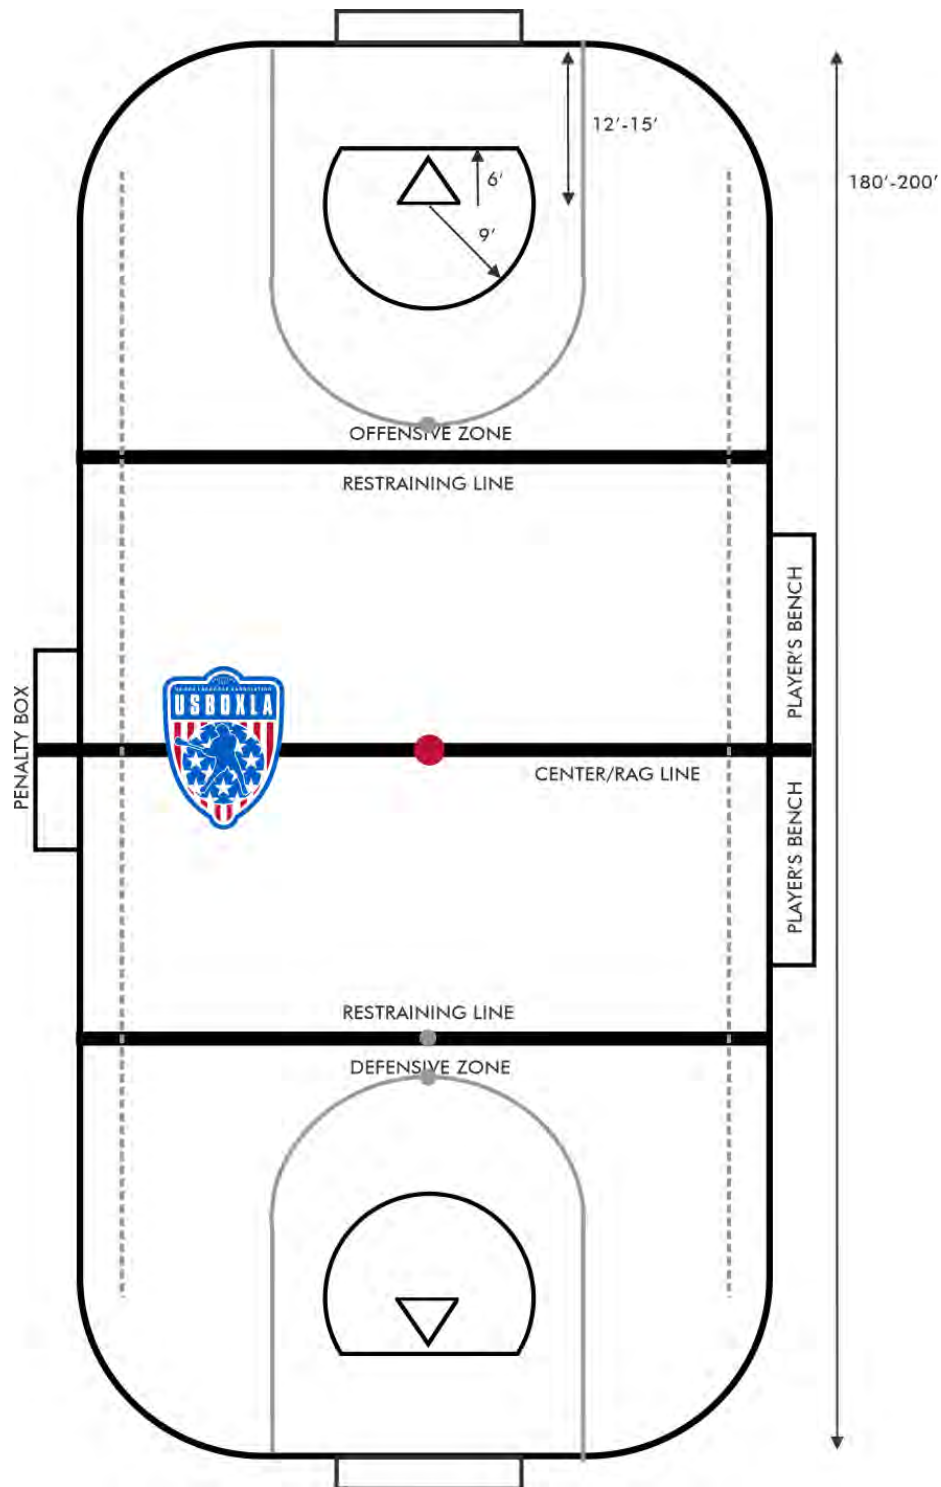 12'-15'
180'-200'
6'
9'
OFFENSIVE ZONE
RESTRAINING LINE
PLAYER'S BENCH
PENALTY BOX
USBOXLA
CENTER/RAG LINE
PLAYER'S BENCH
RESTRAINING LINE
DEFENSIVE ZONE